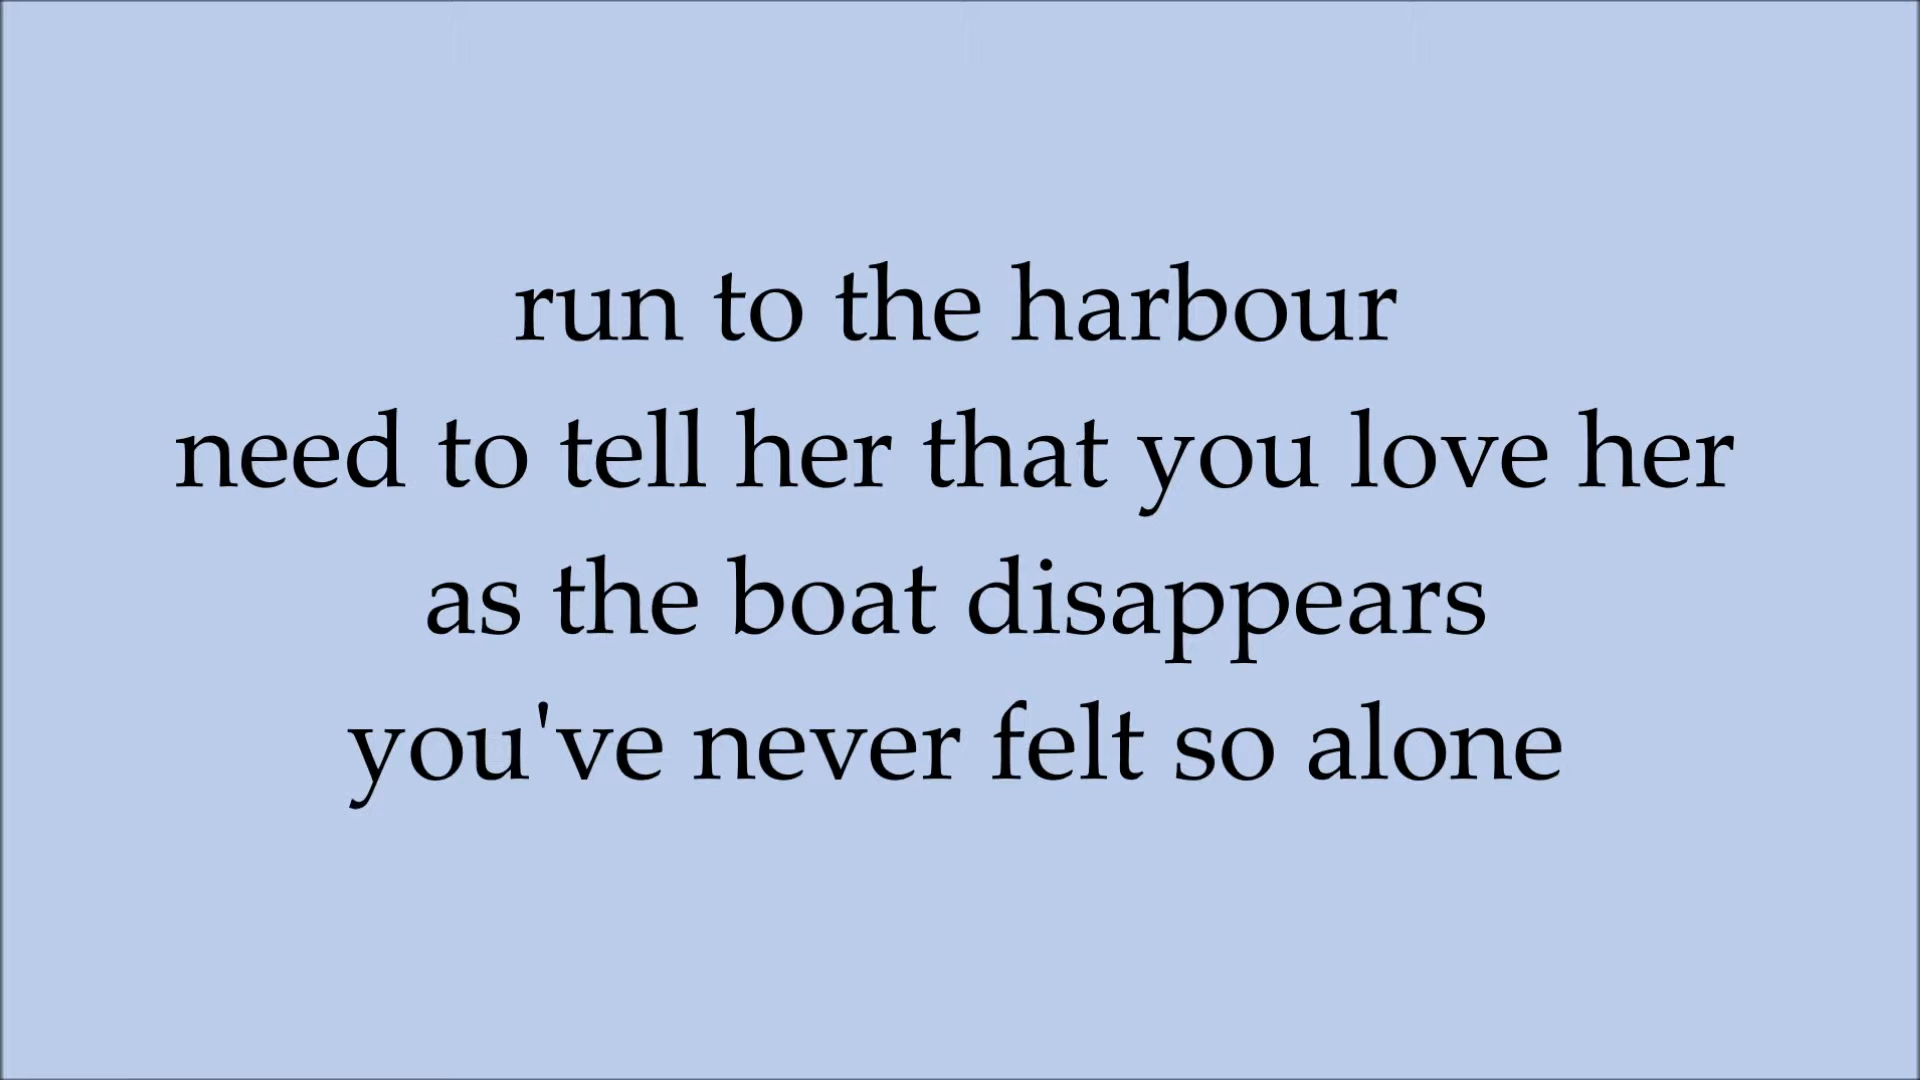 run to the harbour
need to tell her that you love her
as the boat disappears
you've never felt so alone